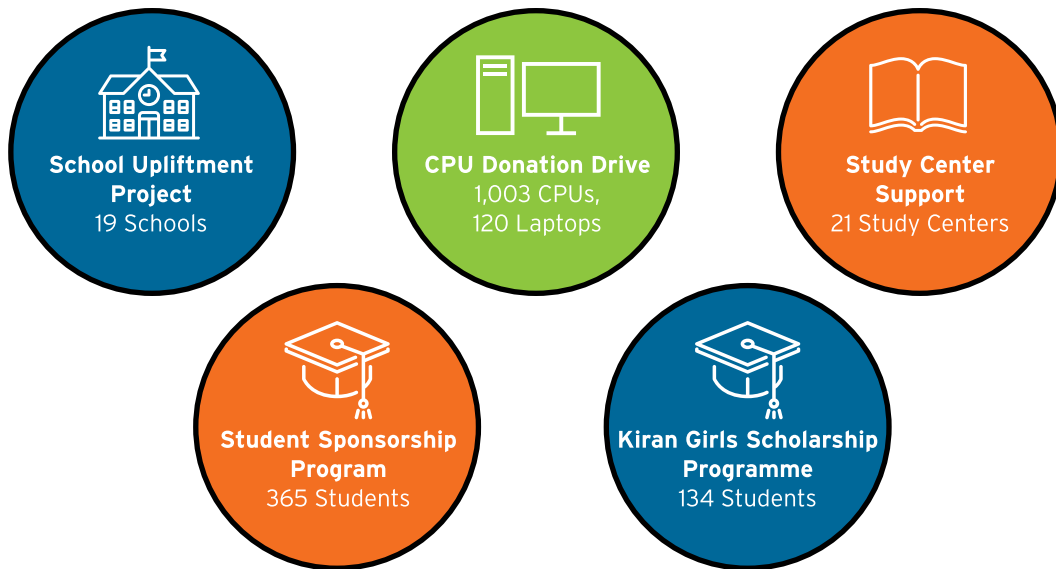 School Upliftment
Project
19 Schools
CPU Donation Drive
1,003 CPUs,
120 Laptops
Study Center
Support
21 Study Centers
Student Sponsorship
Program
365 Students
Kiran Girls Scholarship
Programme
134 Students